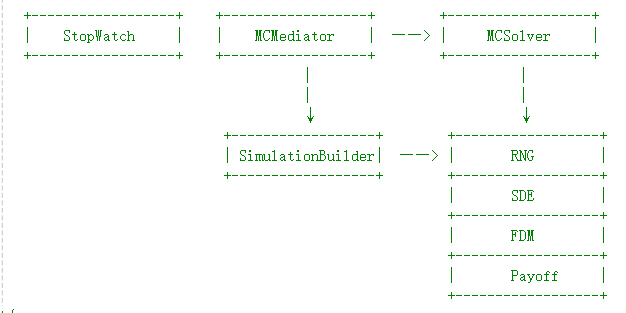 StopWatch MCMediator MCSolver
SimulationBuilder RNG
SDE
FDM
Payoff